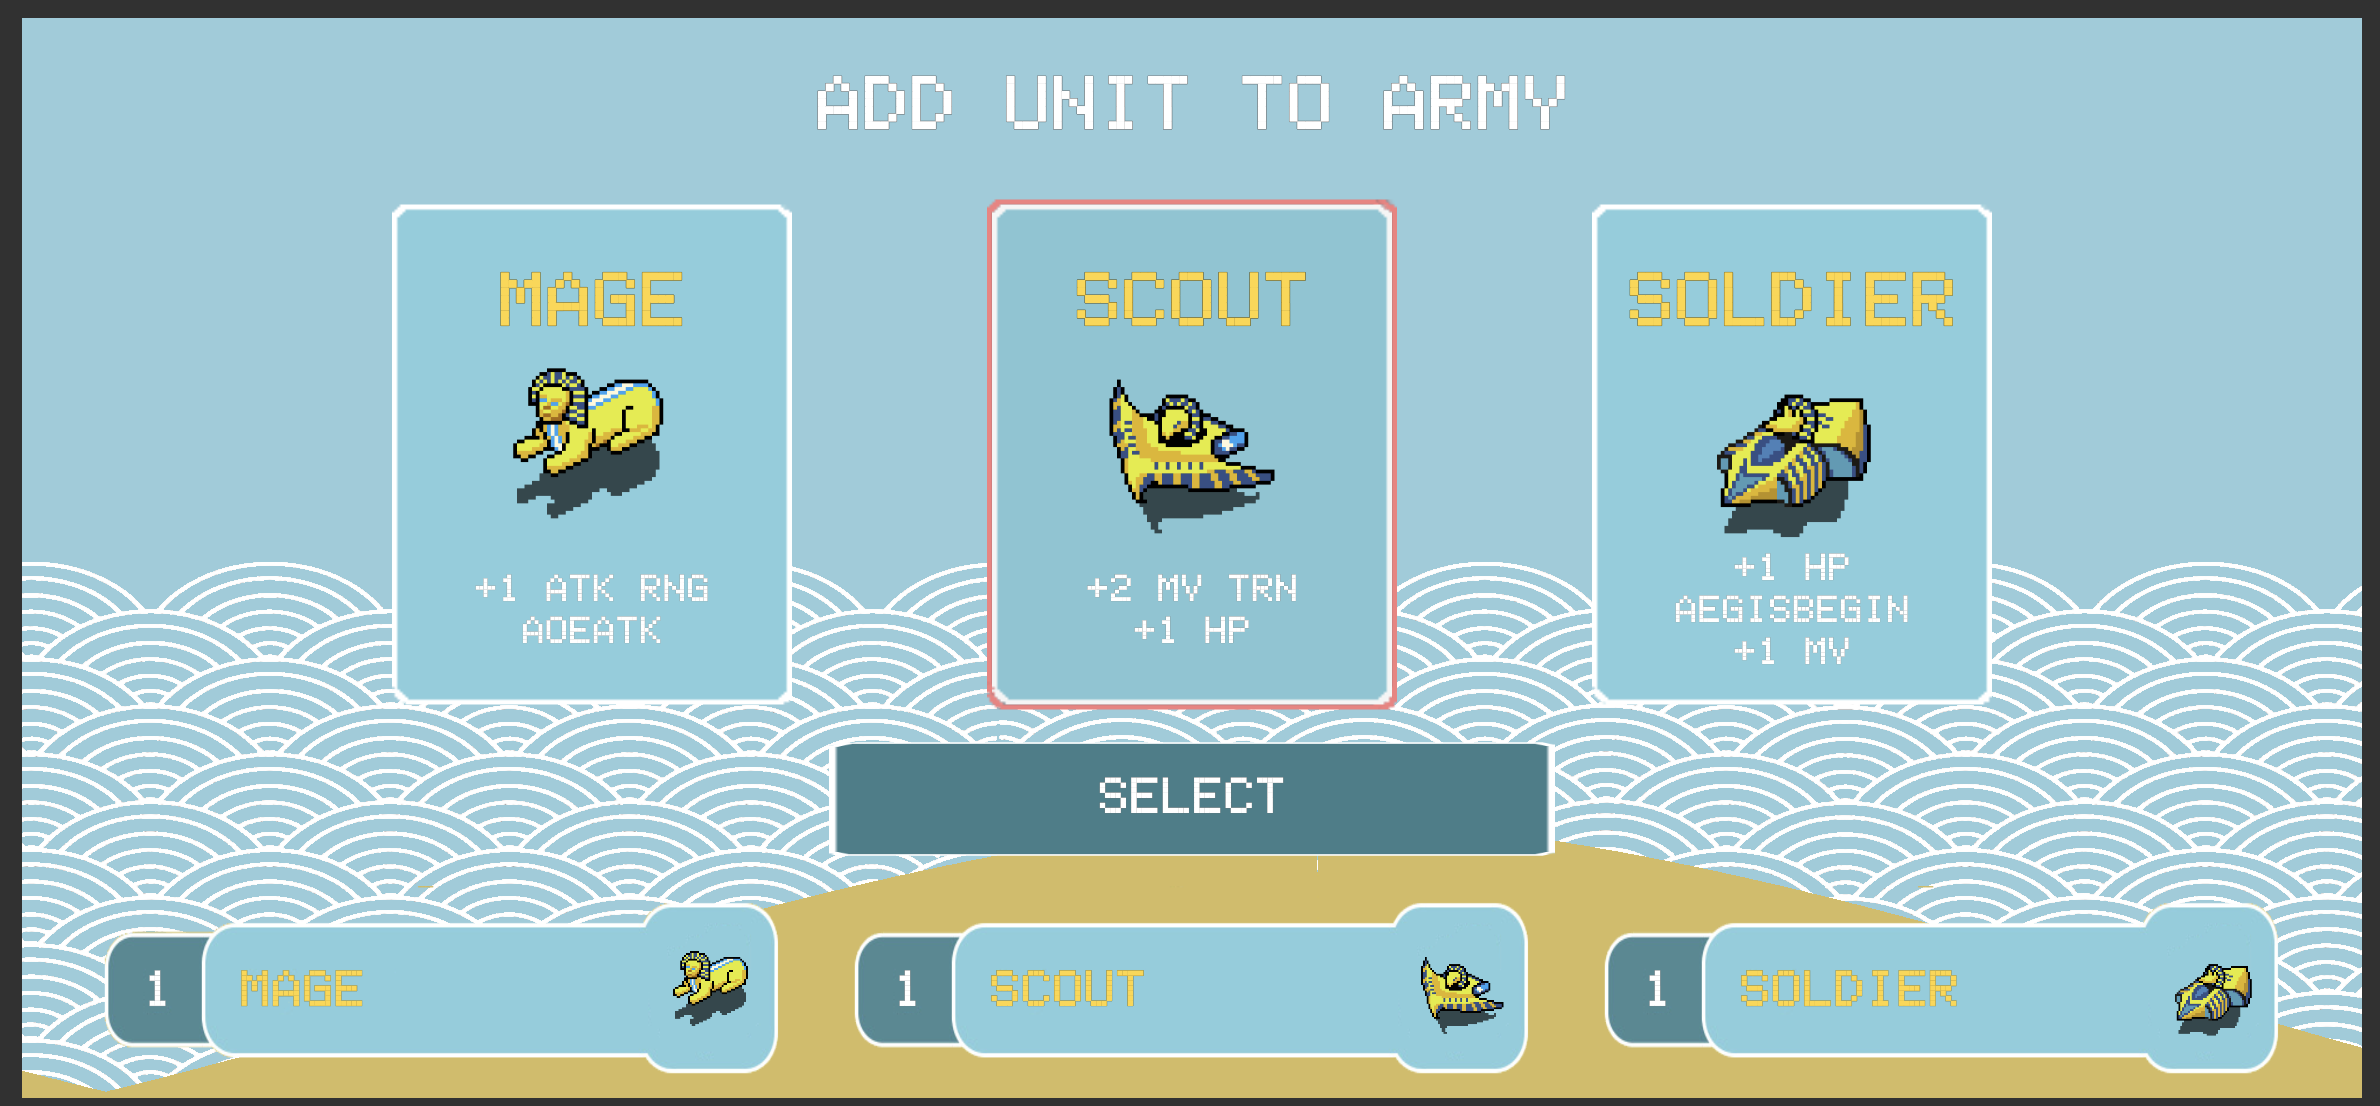 ADD UNIT TO ARMY
MAGE
+1 ATK RNG
AOEATK
SCOUT
+2 MV TRN
+1 HP
SOLDIER
+1 HP
AEGISBEGIN
+1 MV
SELECT
1 MAGE
1 SCOUT
1 SOLDIER